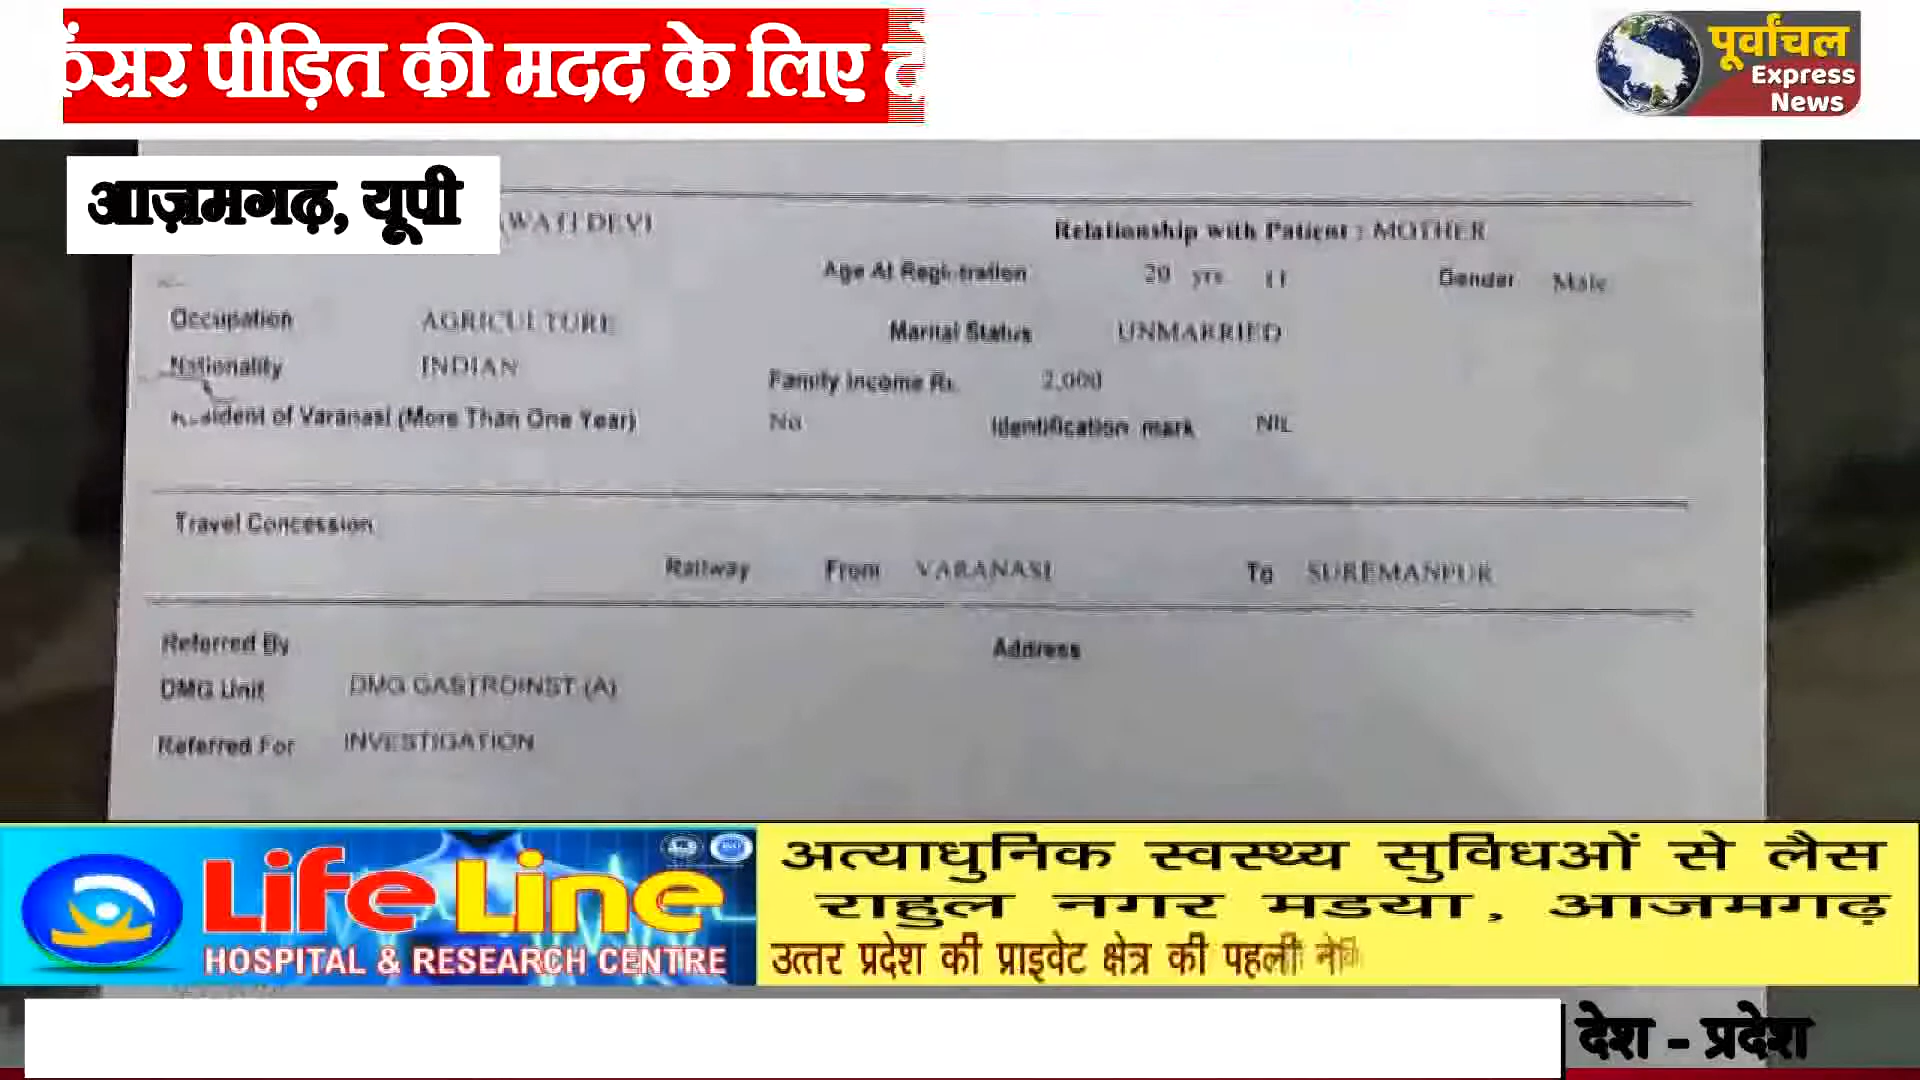 कैंसर पीड़ित की मदद के लिए
पूर्वांचल
Express
News
आज़मगढ़, यूपी
DEVI
Relationship with Patient : MOTHER
Age At Registration 20 yrs 11 Gender Male
Occupation AGRICULTURE
Marital Status UNMARRIED
Nationality INDIAN
Family Income Rs. 2,000
Resident of Varanasi (More Than One Year) No
Identification mark NIL
Travel Concession
Railway From VARANASI To SUREMANPUR
Referred By
Address
DMG Unit DMG GASTROINST (A)
Referred For INVESTIGATION
Life Line
HOSPITAL & RESEARCH CENTRE
अत्याधुनिक स्वस्थ्य सुविधओं से लैस
राहुल नगर मडया, आजमगढ़
उत्तर प्रदेश की प्राइवेट क्षेत्र की पहली
देश - प्रदेश